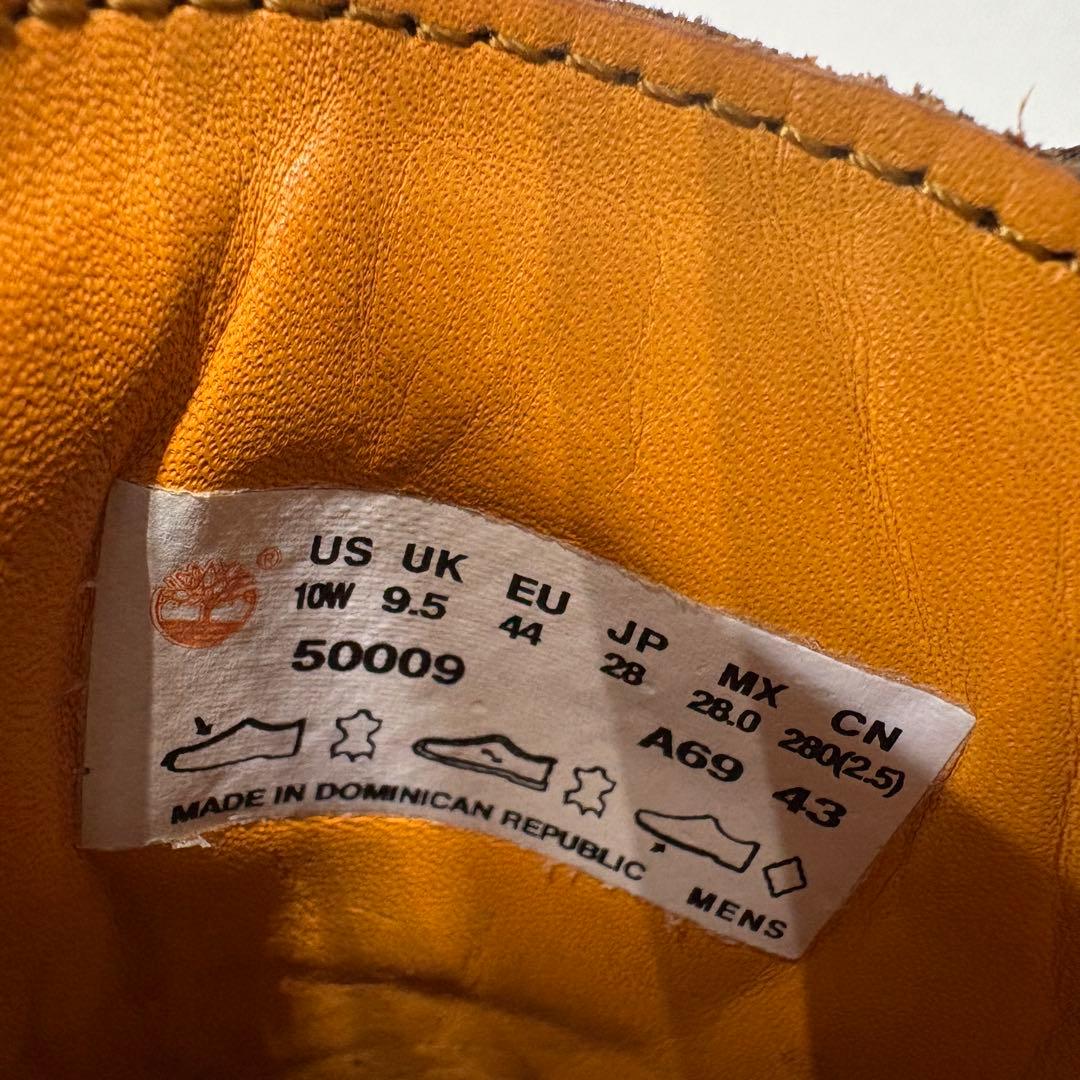 ®
US UK EU JP MX CN
10W 9.5 44 28 28.0 280(2.5)
50009 A69 43
MADE IN DOMINICAN REPUBLIC MENS